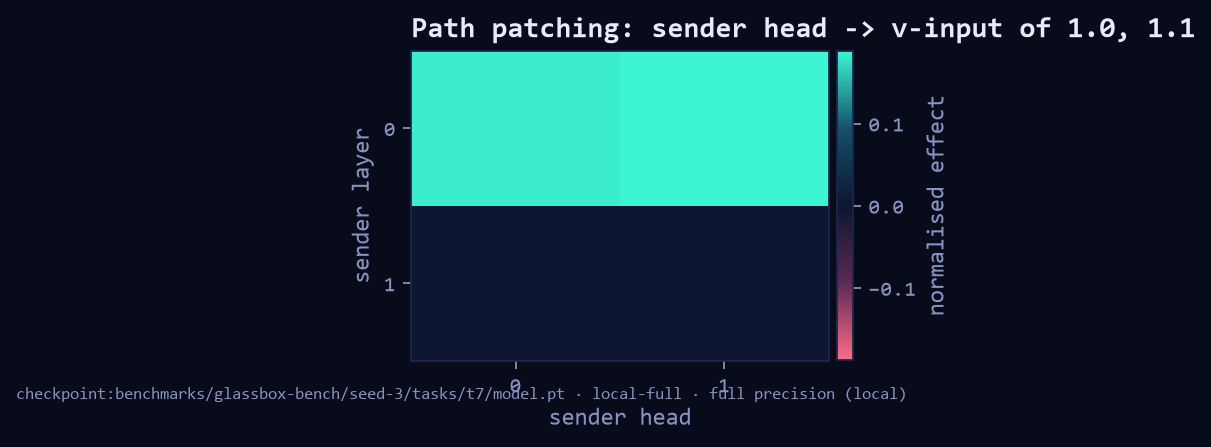 Path patching: sender head -> v-input of 1.0, 1.1
sender layer
0
1
0.1
0.0
−0.1
normalised effect
0 1
checkpoint:benchmarks/glassbox-bench/seed-3/tasks/t7/model.pt · local-full · full precision (local)
sender head